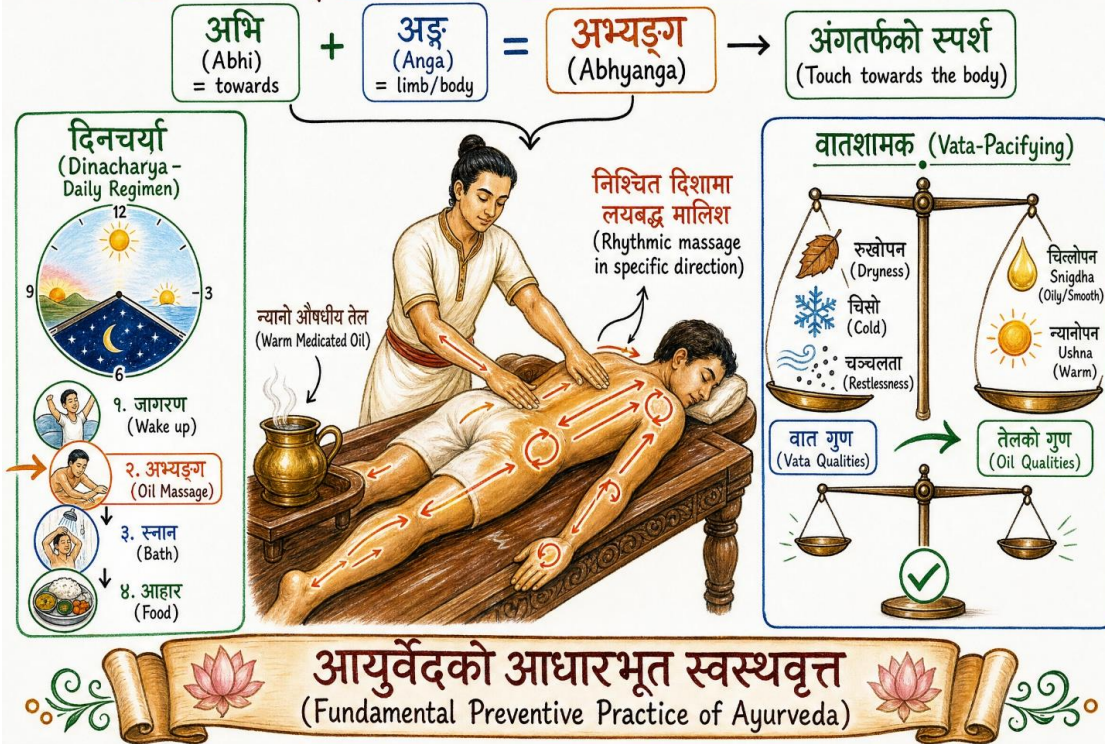 अभि
(Abhi)
= towards
+
अङ्ग
(Anga)
= limb/body
=
अभ्यङ्ग
(Abhyanga)
अंगतर्फको स्पर्श
(Touch towards the body)
दिनचर्या
(Dinacharya –
Daily Regimen)
12
9
3
6
१. जागरण
(Wake up)
२. अभ्यङ्ग
(Oil Massage)
३. स्नान
(Bath)
४. आहार
(Food)
न्यानो औषधीय तेल
(Warm Medicated Oil)
निश्चित दिशामा
लयबद्ध मालिश
(Rhythmic massage
in specific direction)
वातशामक (Vata-Pacifying)
रुखोपन
(Dryness)
चिसो
(Cold)
चञ्चलता
(Restlessness)
चिल्लोपन
Snigdha
(Oily/Smooth)
न्यानोपन
Ushna
(Warm)
वात गुण
(Vata Qualities)
तेलको गुण
(Oil Qualities)
आयुर्वेदको आधारभूत स्वस्थवृत्त
(Fundamental Preventive Practice of Ayurveda)